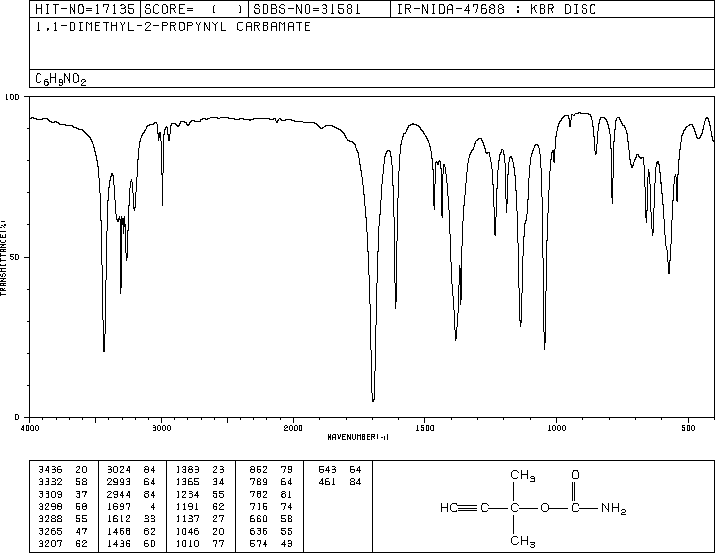 HIT-NO=17135 SCORE= ( ) SDBS-NO=31581 IR-NIDA-47688 : KBR DISC
1,1-DIMETHYL-2-PROPYNYL CARBAMATE
C6H9NO2
100
TRANSMITTANCE(%)
50
0
4000 3000 2000 1500 1000 500
WAVENUMBER(-1)
3436 20 3024 84 1383 23 852 79 543 64
3332 58 2993 64 1365 34 789 64 461 84
3309 37 2944 84 1234 55 782 81
3298 60 1697 4 1191 62 716 74
3288 55 1612 33 1137 27 660 58
3265 47 1468 62 1046 20 636 55
3207 62 1436 60 1010 77 574 43
CH3 O
HC C C O C NH2
CH3